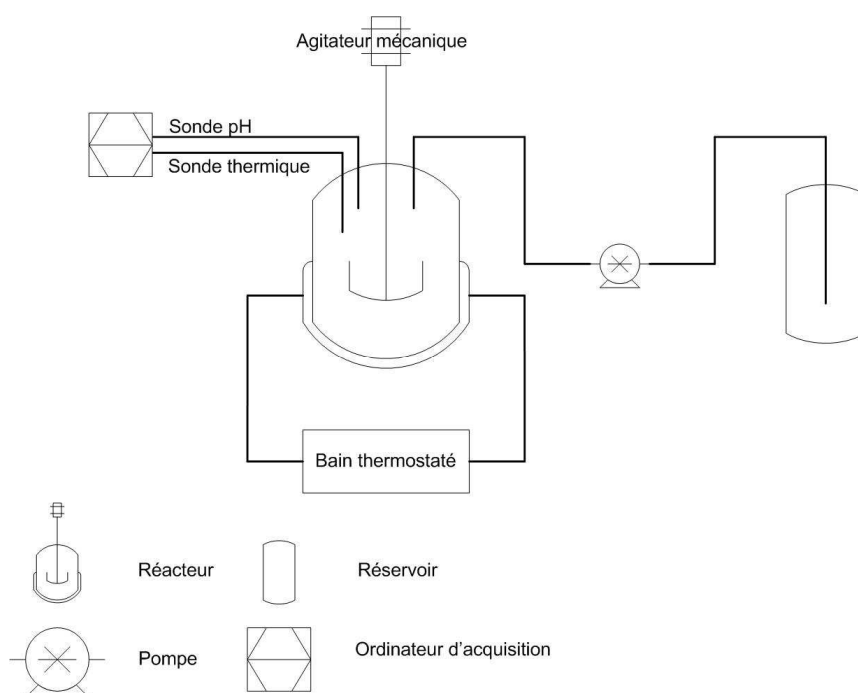 Agitateur mécanique
Sonde pH
Sonde thermique
Bain thermostaté
Réacteur
Réservoir
Pompe
Ordinateur d'acquisition